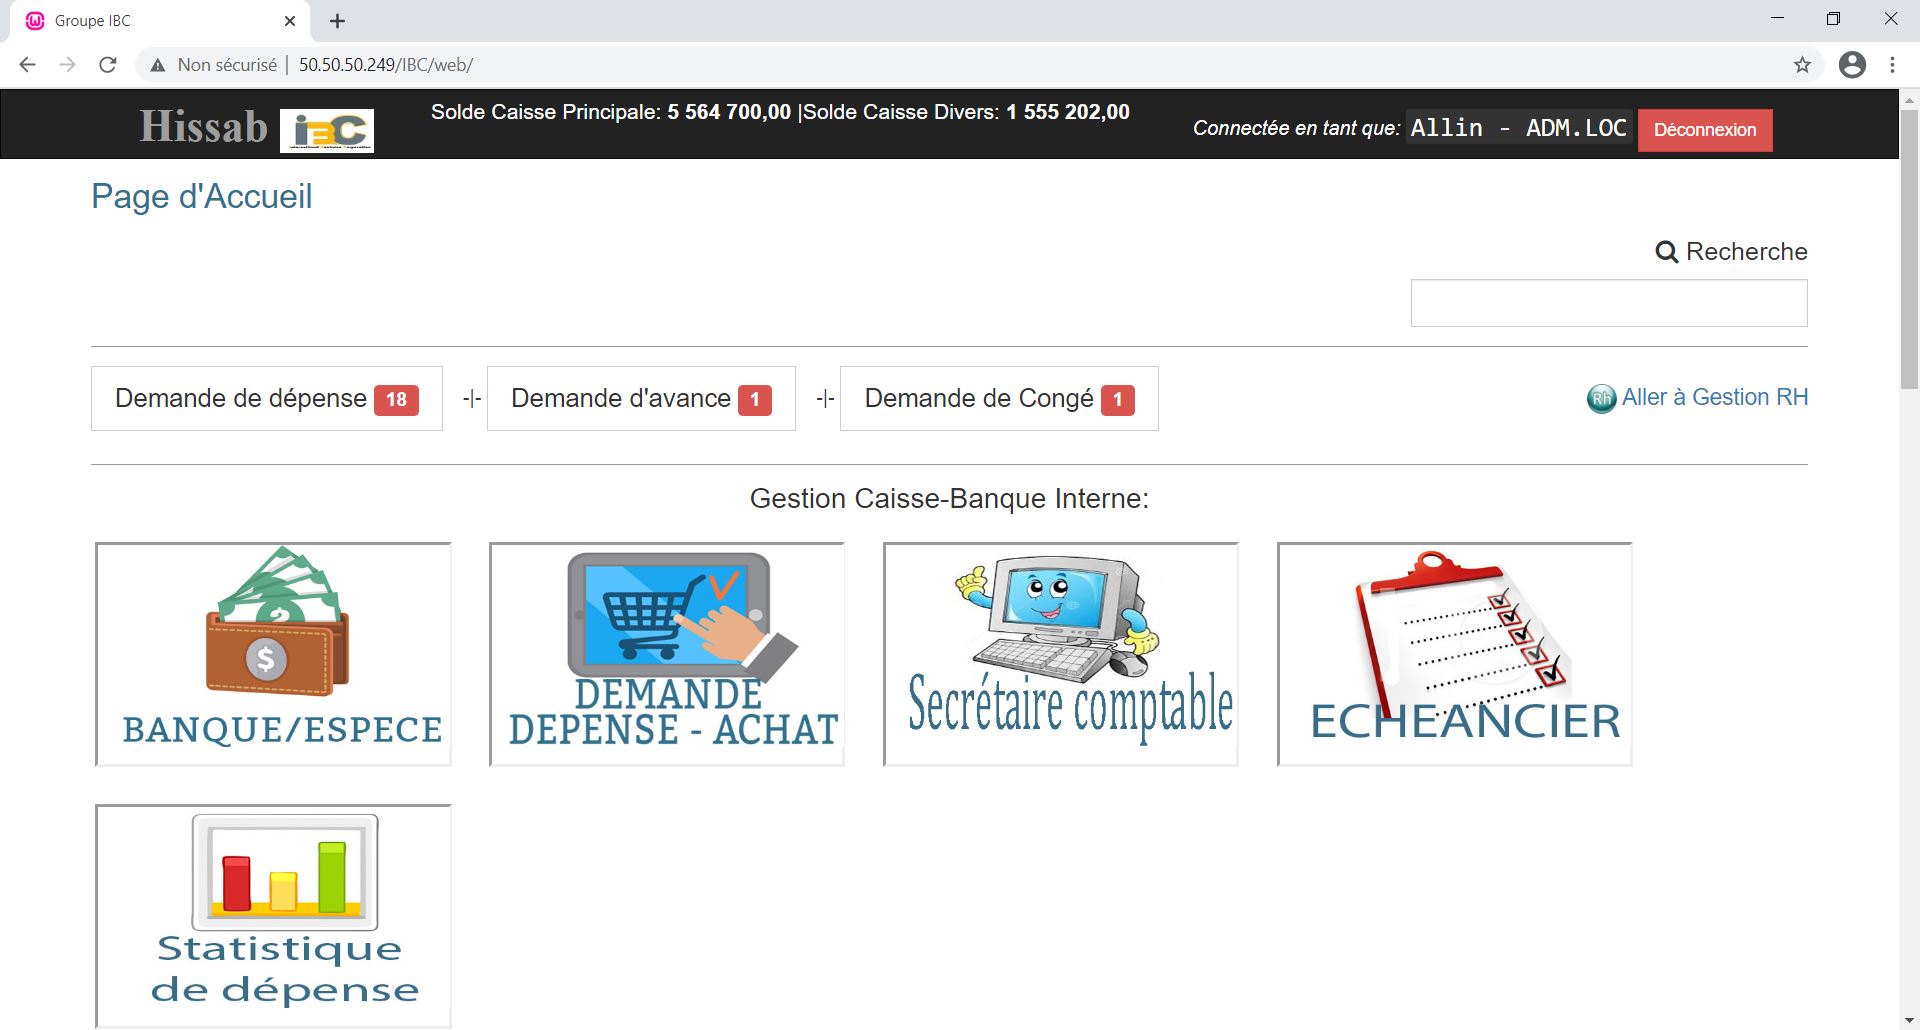 Groupe IBC
Non sécurisé | 50.50.50.249/IBC/web/
Hissab IBC Solde Caisse Principale: 5 564 700,00 |Solde Caisse Divers: 1 555 202,00 Connectée en tant que: Allin - ADM.LOC Déconnexion
Page d'Accueil
Recherche
Demande de dépense 18 -|- Demande d'avance 1 -|- Demande de Congé 1 Rh Aller à Gestion RH
Gestion Caisse-Banque Interne:
BANQUE/ESPECE
DEMANDE
DEPENSE - ACHAT
Secrétaire comptable
ECHEANCIER
Statistique
de dépense